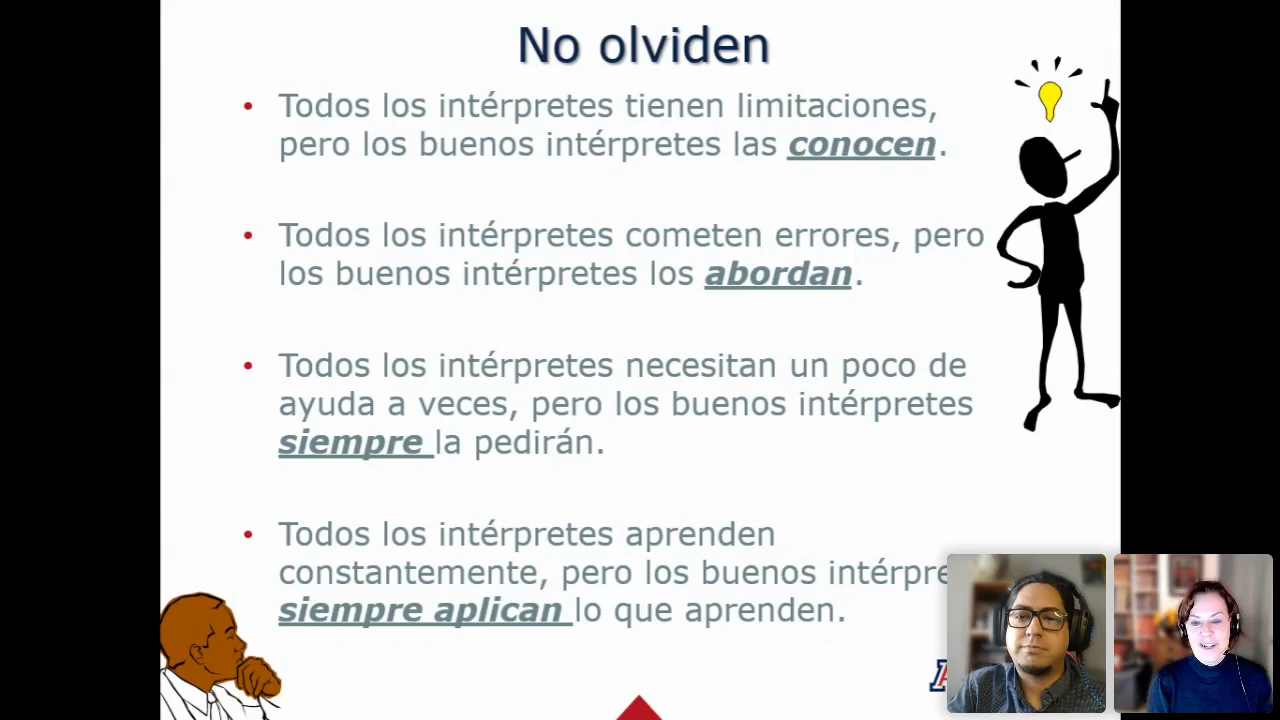 No olviden
• Todos los intérpretes tienen limitaciones,
pero los buenos intérpretes las conocen.
• Todos los intérpretes cometen errores, pero
los buenos intérpretes los abordan.
• Todos los intérpretes necesitan un poco de
ayuda a veces, pero los buenos intérpretes
siempre la pedirán.
• Todos los intérpretes aprenden
constantemente, pero los buenos
siempre aplican lo que aprenden.